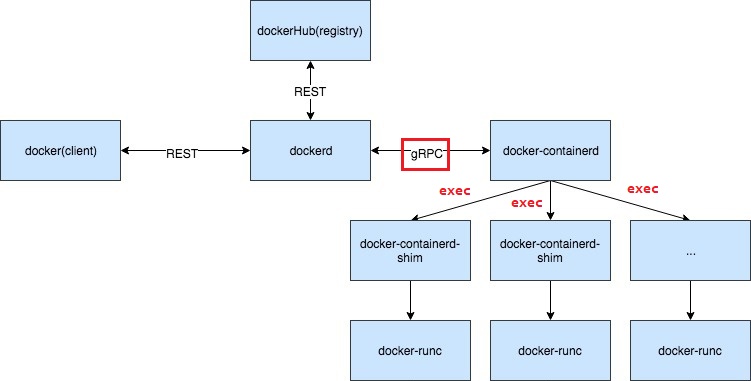 dockerHub(registry)
REST
docker(client)
REST
dockerd
gRPC
docker-containerd
exec
exec
exec
docker-containerd-
shim
docker-containerd-
shim
...
docker-runc
docker-runc
docker-runc